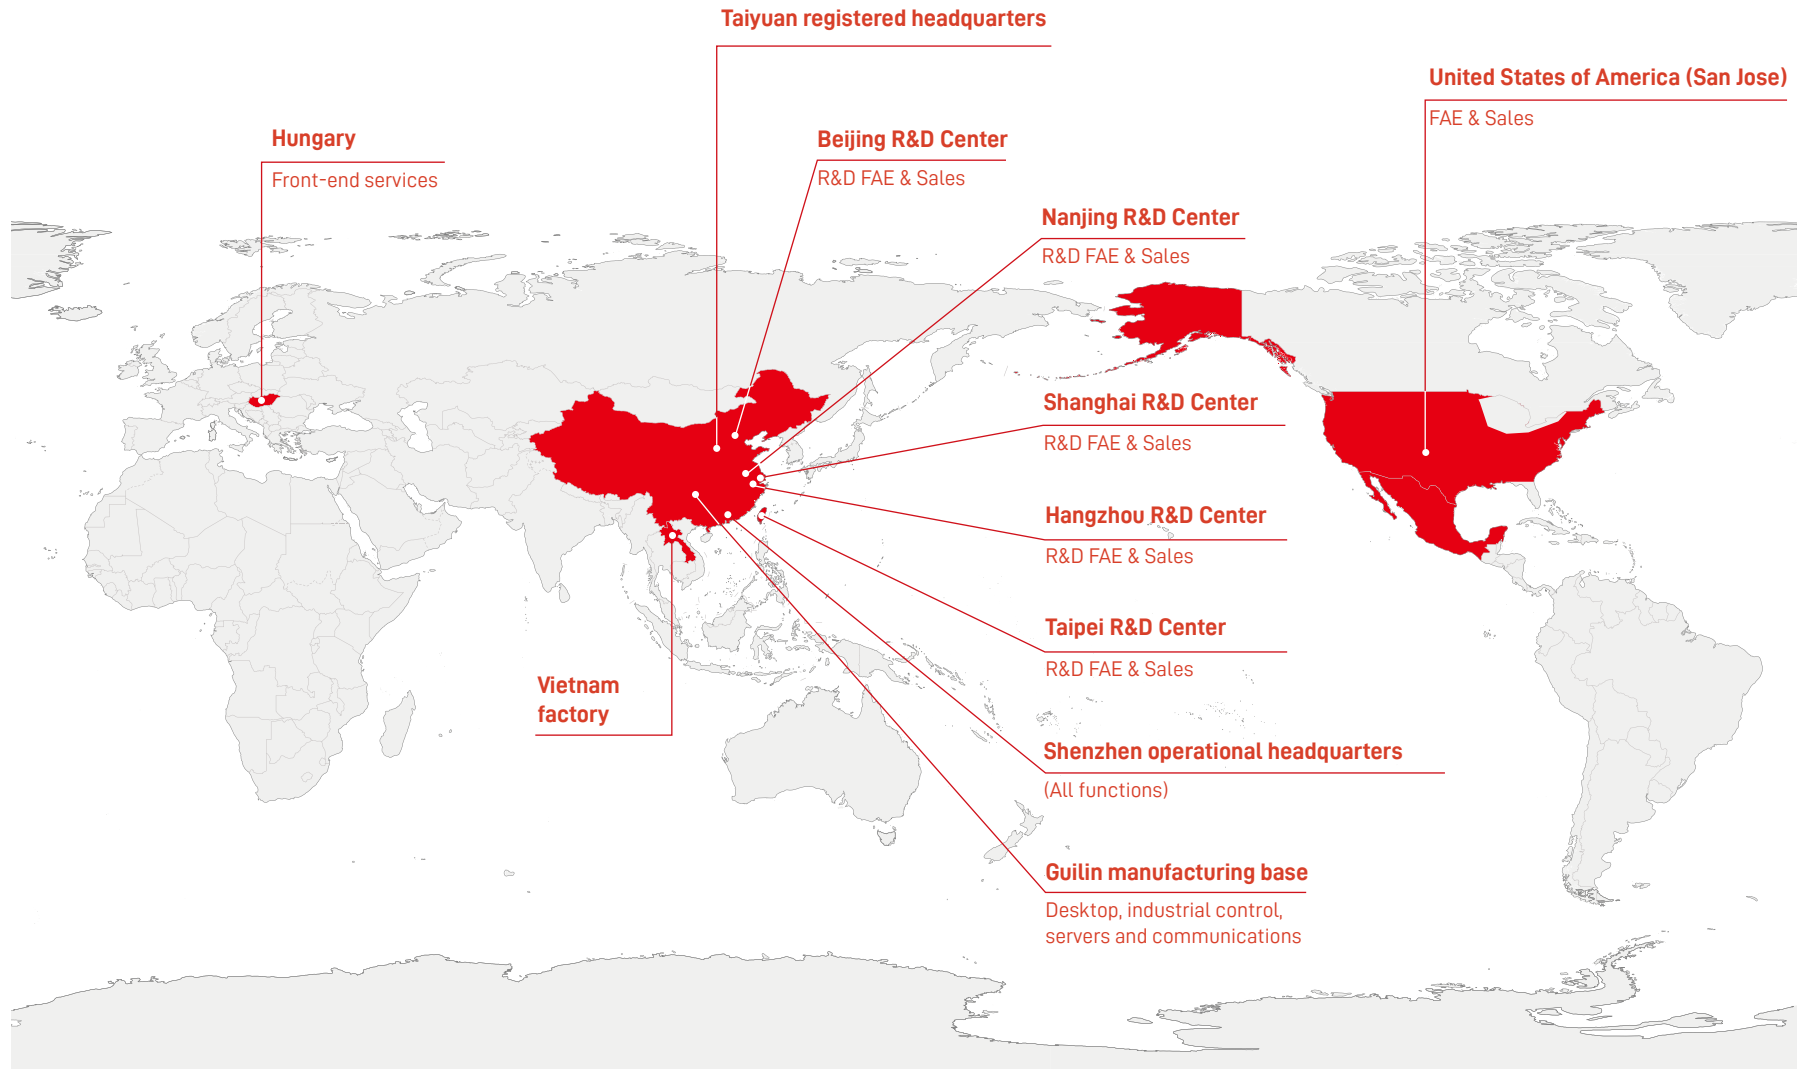 Taiyuan registered headquarters
United States of America (San Jose)
FAE & Sales
Hungary
Front-end services
Beijing R&D Center
R&D FAE & Sales
Nanjing R&D Center
R&D FAE & Sales
Shanghai R&D Center
R&D FAE & Sales
Hangzhou R&D Center
R&D FAE & Sales
Taipei R&D Center
R&D FAE & Sales
Vietnam
factory
Shenzhen operational headquarters
(All functions)
Guilin manufacturing base
Desktop, industrial control,
servers and communications